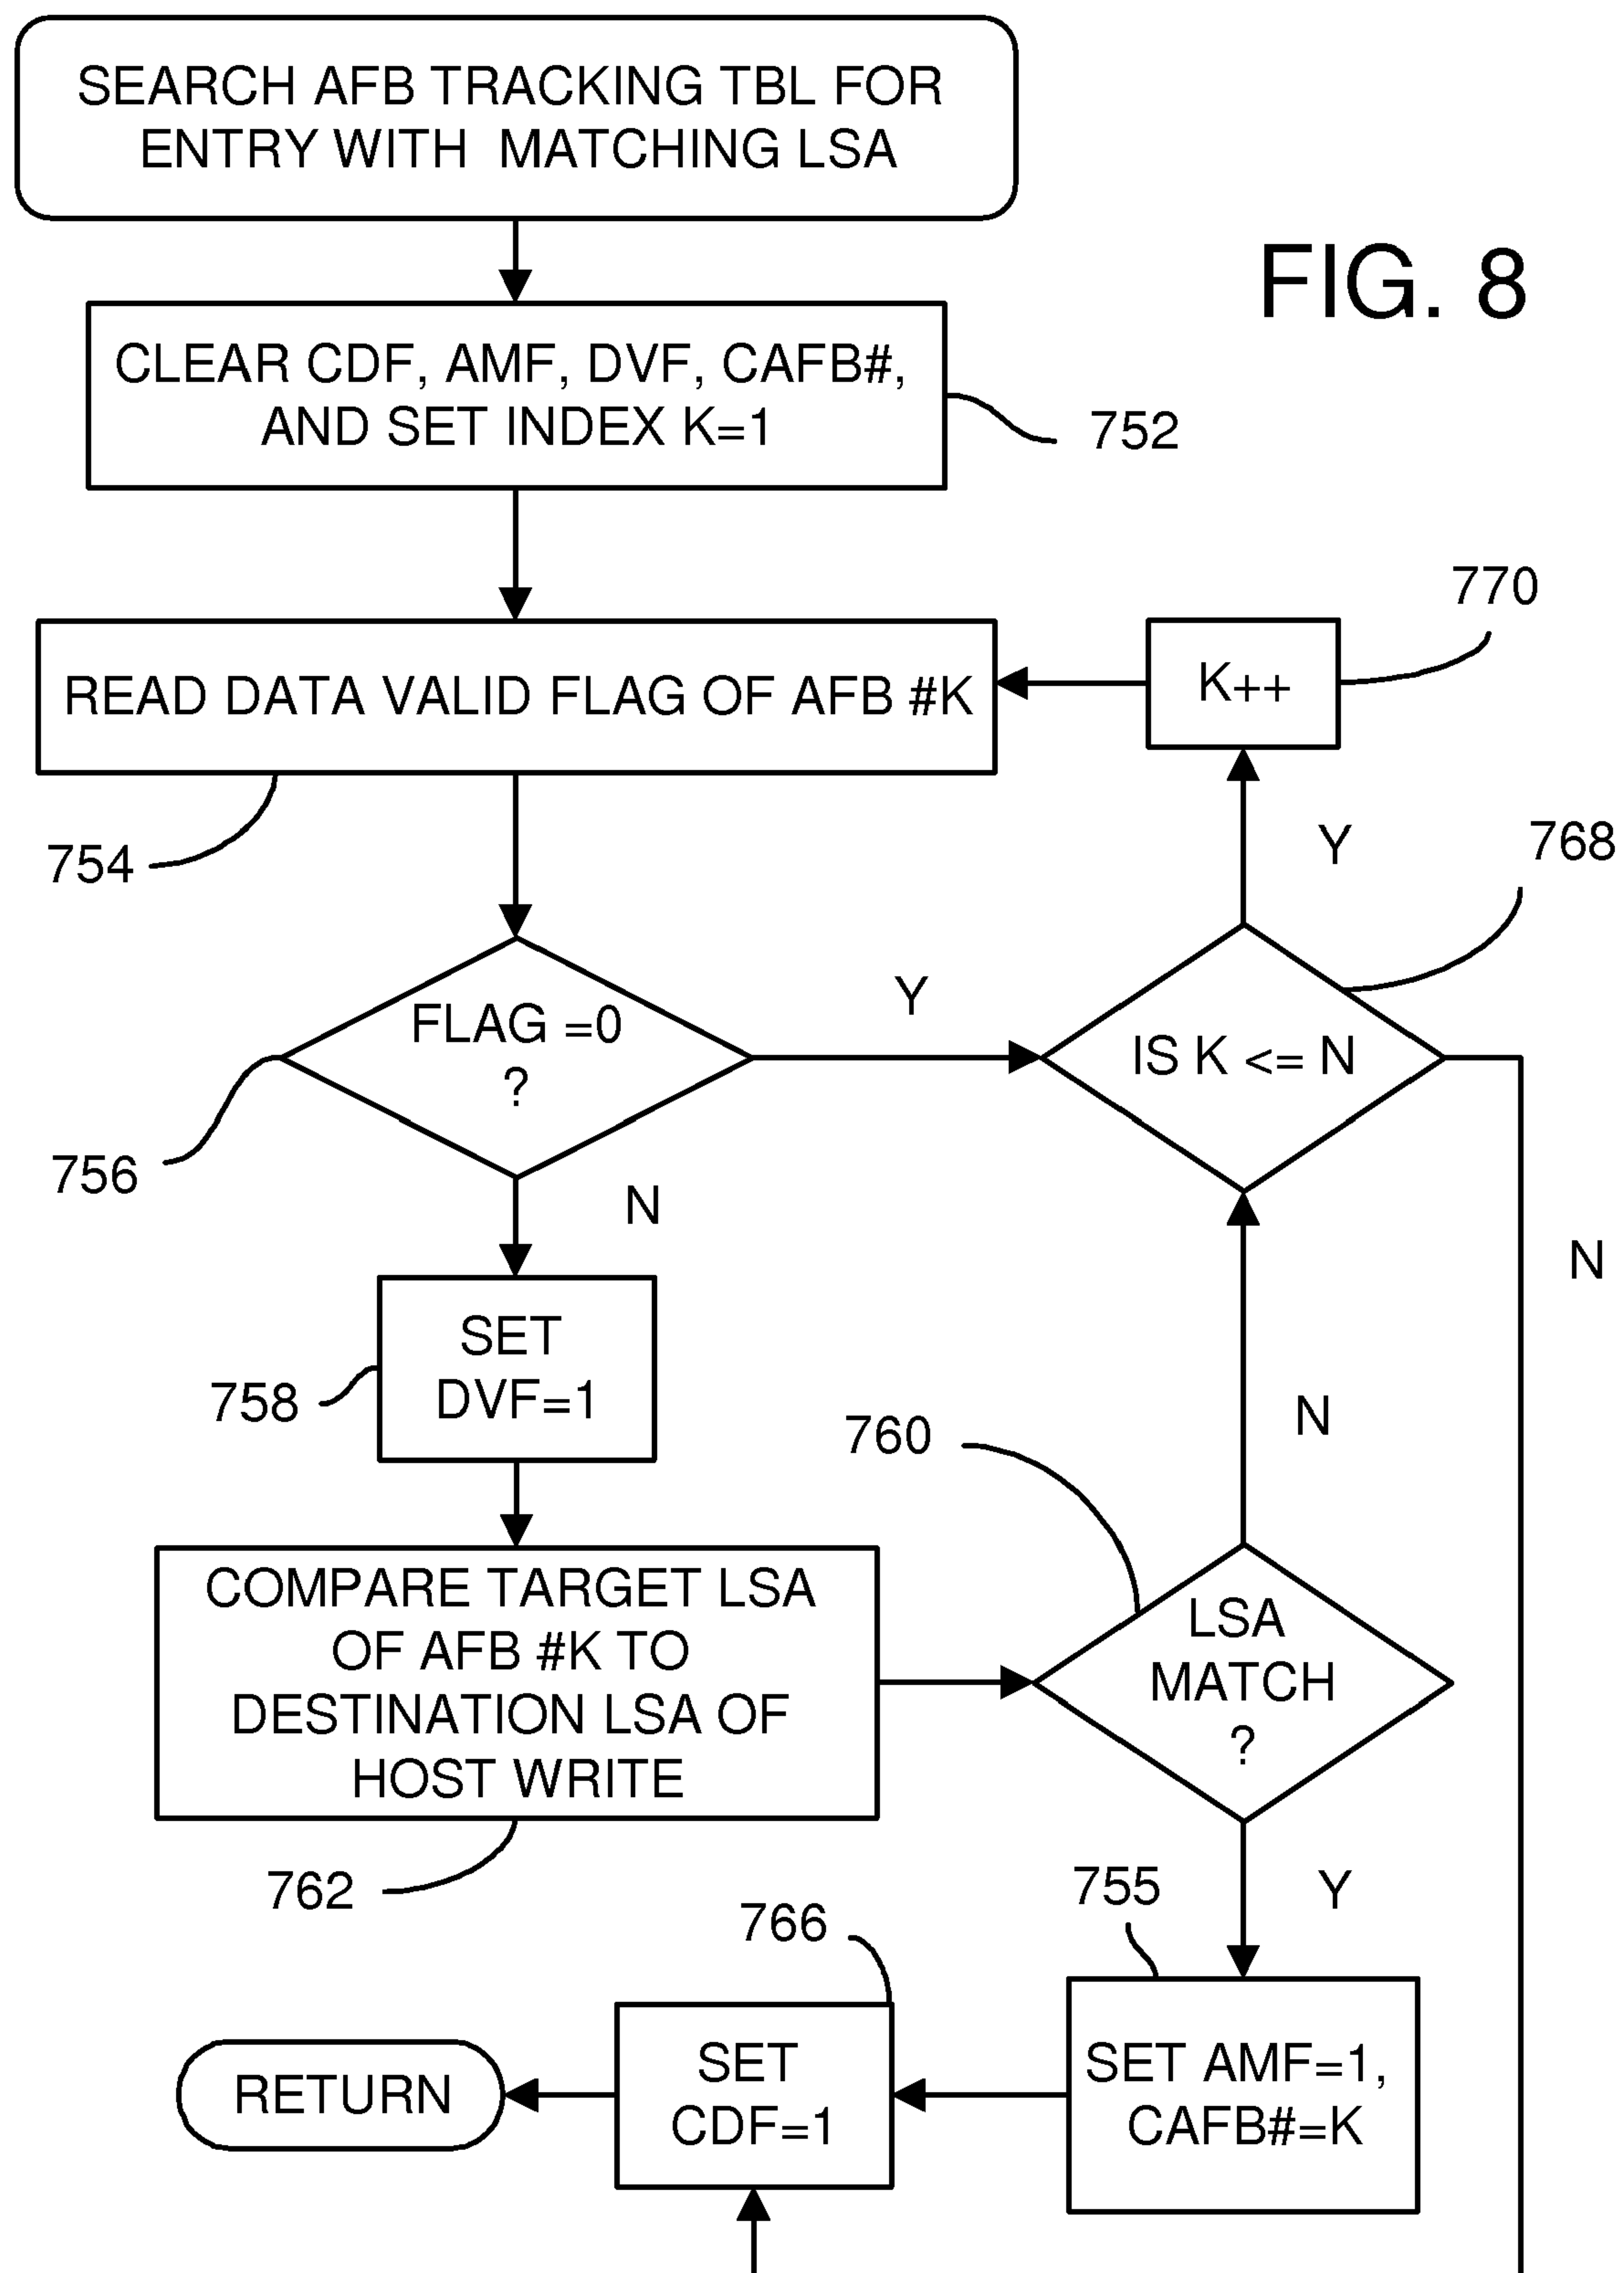 SEARCH AFB TRACKING TBL FOR
ENTRY WITH MATCHING LSA
FIG. 8
CLEAR CDF, AMF, DVF, CAFB#,
AND SET INDEX K=1
752
770
READ DATA VALID FLAG OF AFB #K
K++
754
Y
768
FLAG =0
?
Y
IS K <= N
756
N
N
SET
DVF=1
758
760
N
COMPARE TARGET LSA
OF AFB #K TO
DESTINATION LSA OF
HOST WRITE
LSA
MATCH
?
762
766
755
Y
RETURN
SET
CDF=1
SET AMF=1,
CAFB#=K